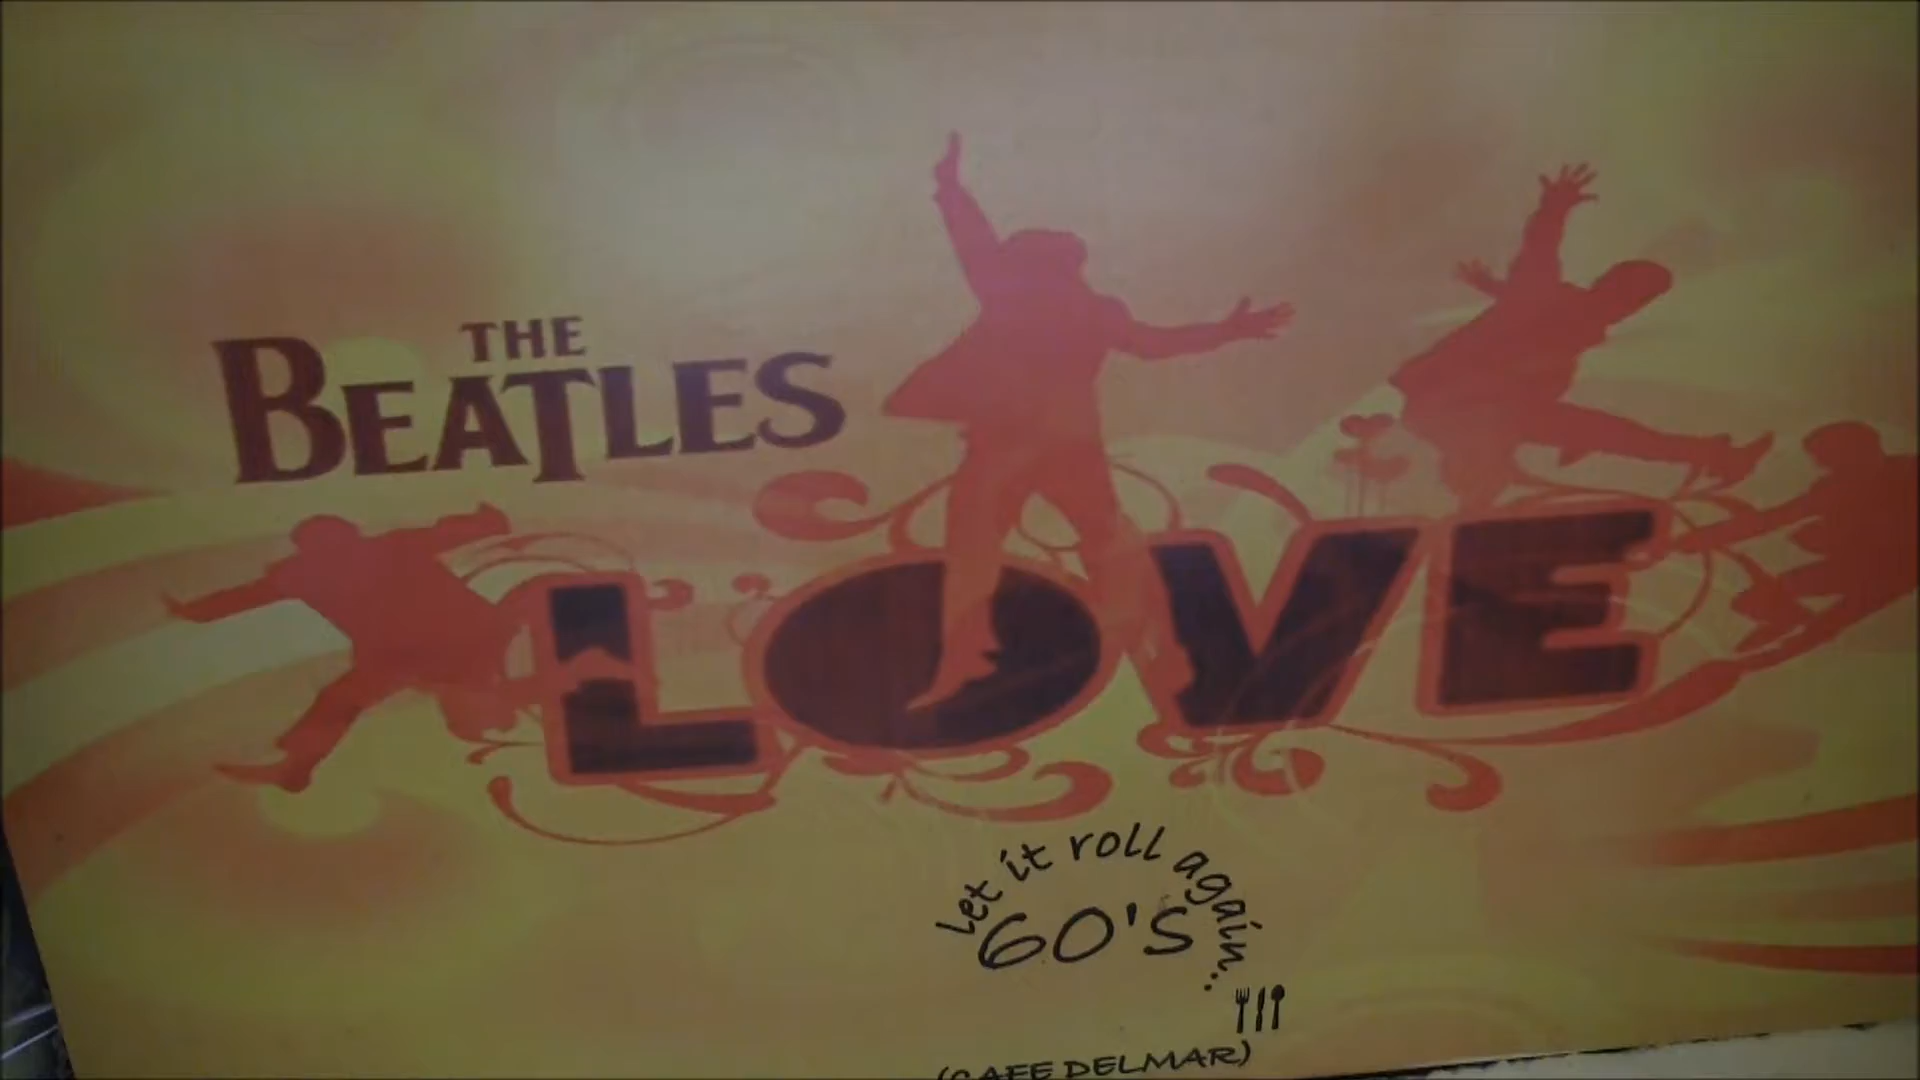 THE
BEATLES
LOVE
Let it roll again...
60'S
(CAFE DELMAR)